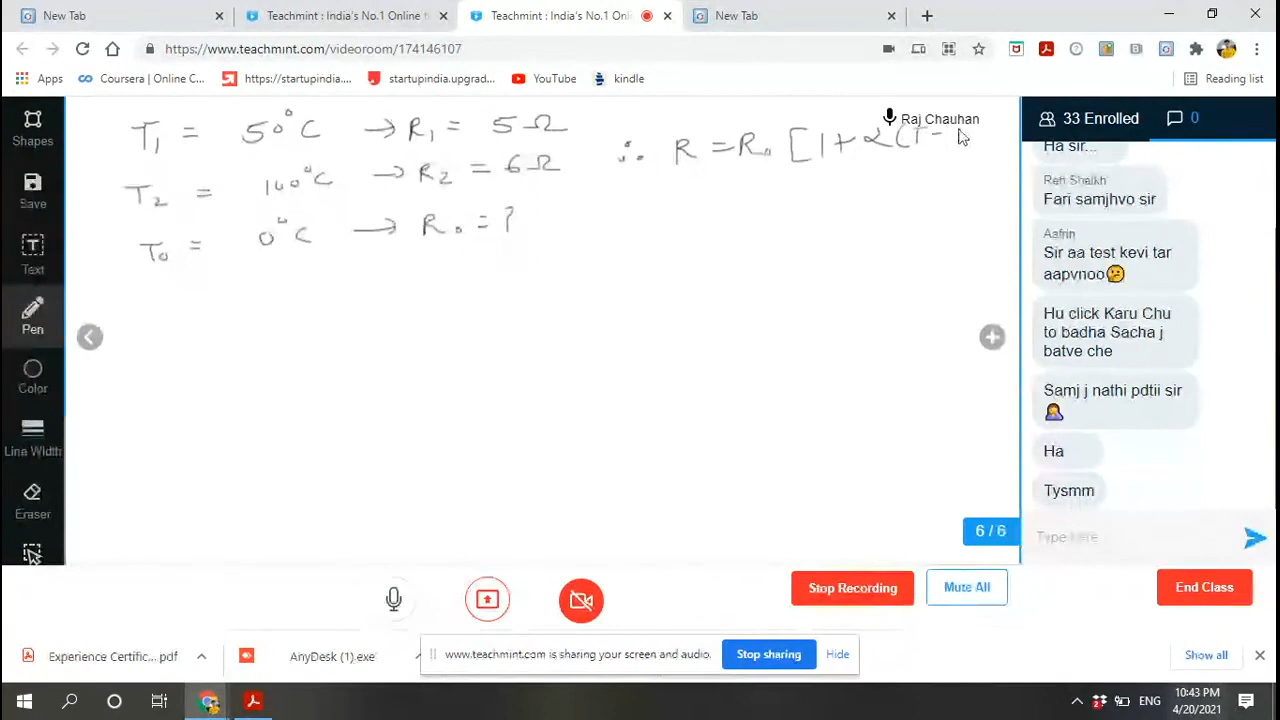 New Tab
Teachmint : India's No.1 Online t
Teachmint : India's No.1 Onl
New Tab
https://www.teachmint.com/videoroom/174146107
Apps
Coursera | Online C...
https://startupindia....
startupindia.upgrad...
YouTube
kindle
Reading list
Shapes
Save
Text
Pen
Color
Line Width
Eraser
T₁ = 50°C → R₁ = 5 Ω
T₂ = 100°C → R₂ = 6 Ω
T₀ = 0°C → R₀ = ?
∴ R = R₀ [1 + α(T-
Raj Chauhan
6 / 6
33 Enrolled
0
Ha sir...
Fari samjhvo sir
Aafrin
Sir aa test kevi tar
aapvnoo🤔
Hu click Karu Chu
to badha Sacha j
batve che
Samj j nathi pdtii sir
🤦‍♀️
Ha
Tysmm
Type here
Stop Recording
Mute All
End Class
Experience Certific....pdf
AnyDesk (1).exe
www.teachmint.com is sharing your screen and audio.
Stop sharing
Hide
Show all
ENG
10:43 PM
4/20/2021